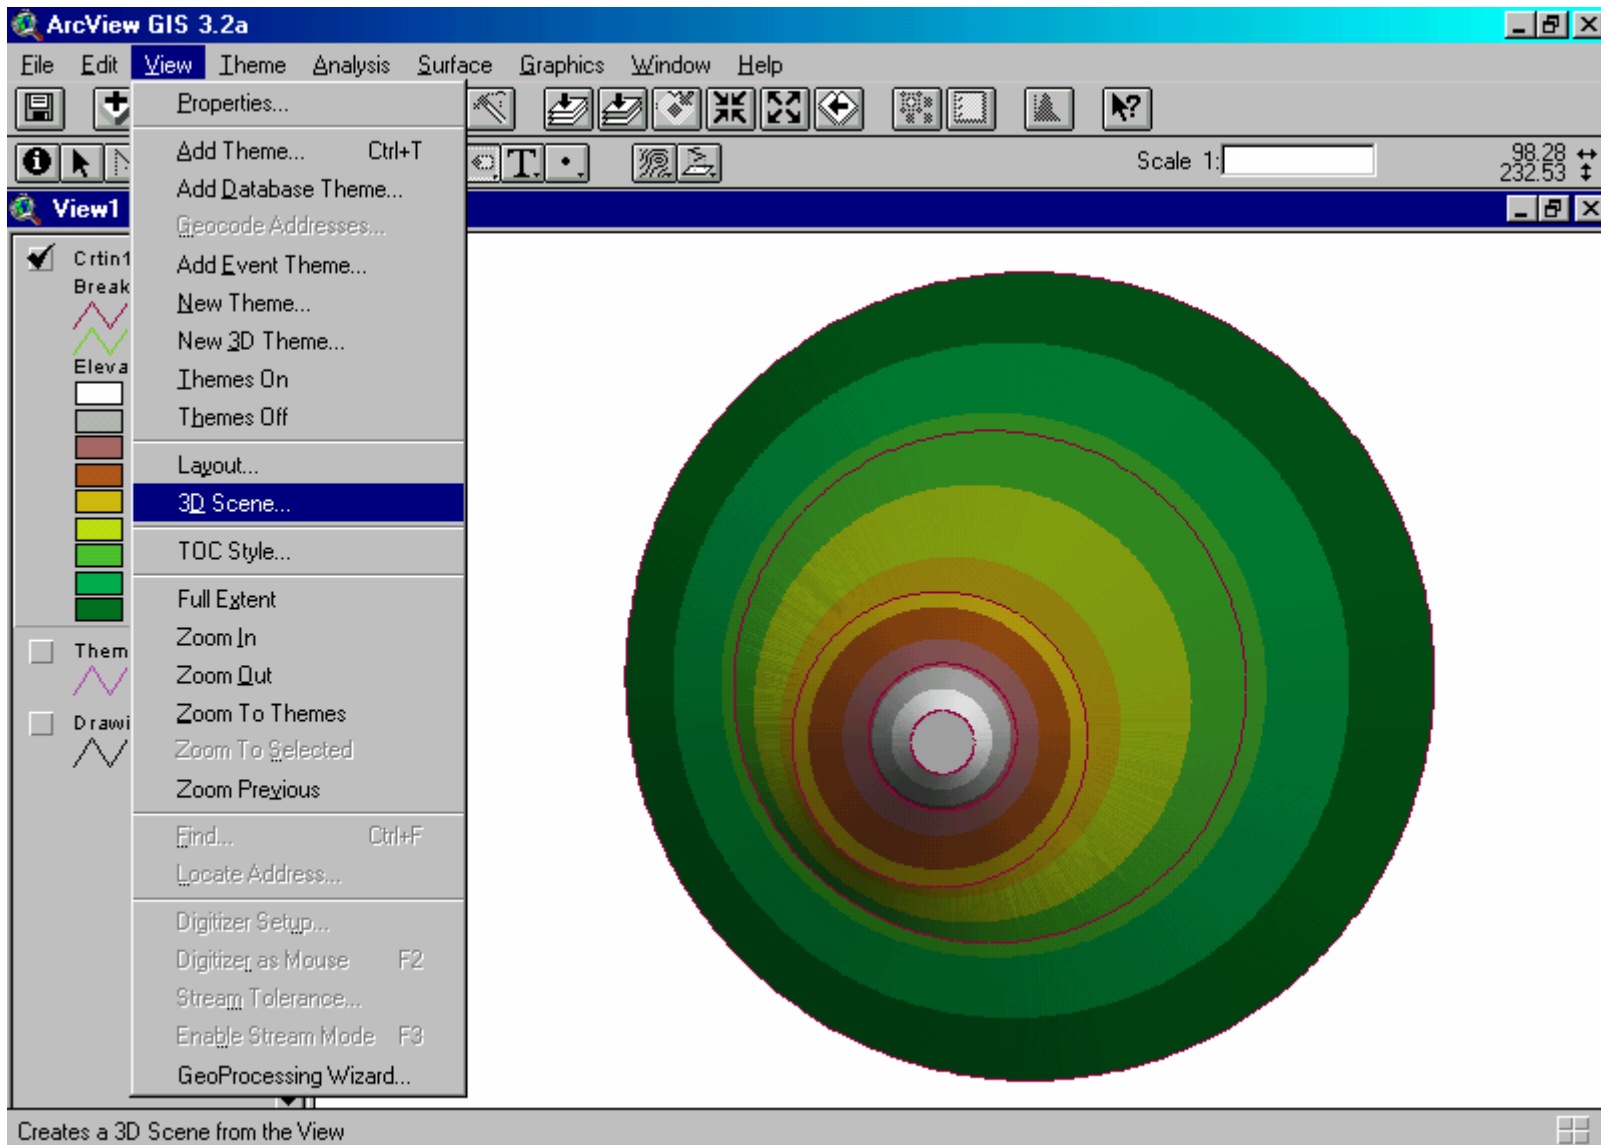 ArcView GIS 3.2a
File Edit View Theme Analysis Surface Graphics Window Help
Scale 1:
98.28
232.53
View1
Properties...
Add Theme... Ctrl+T
Add Database Theme...
Geocode Addresses...
Add Event Theme...
New Theme...
New 3D Theme...
Themes On
Themes Off
Layout...
3D Scene...
TOC Style...
Full Extent
Zoom In
Zoom Out
Zoom To Themes
Zoom To Selected
Zoom Previous
Find... Ctrl+F
Locate Address...
Digitizer Setup...
Digitizer as Mouse F2
Stream Tolerance...
Enable Stream Mode F3
GeoProcessing Wizard...
Crtin1
Break
Eleva
Them
Drawi
Creates a 3D Scene from the View